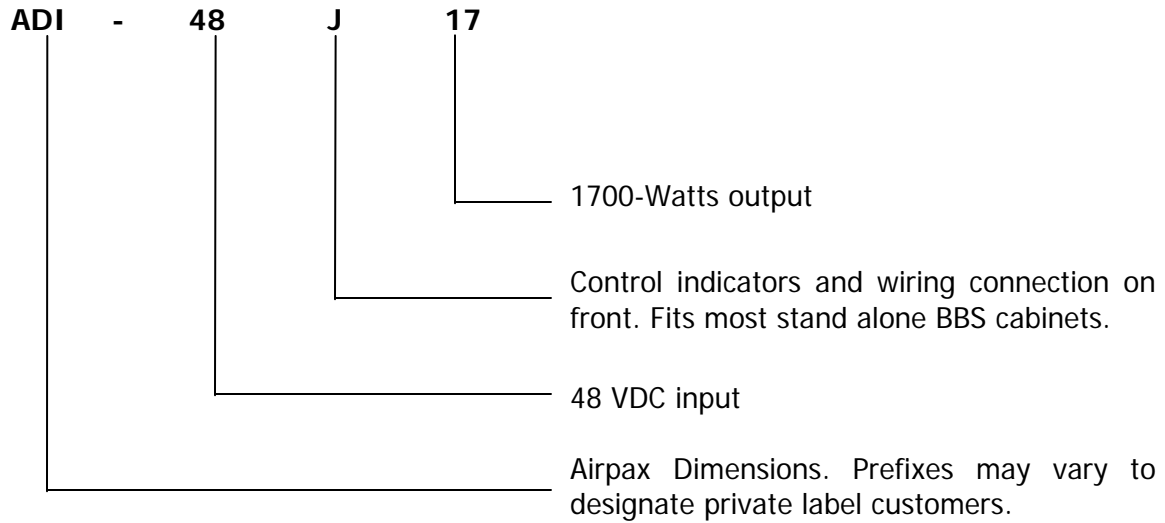 ADI - 48 J 17
1700-Watts output
Control indicators and wiring connection on
front. Fits most stand alone BBS cabinets.
48 VDC input
Airpax Dimensions. Prefixes may vary to
designate private label customers.